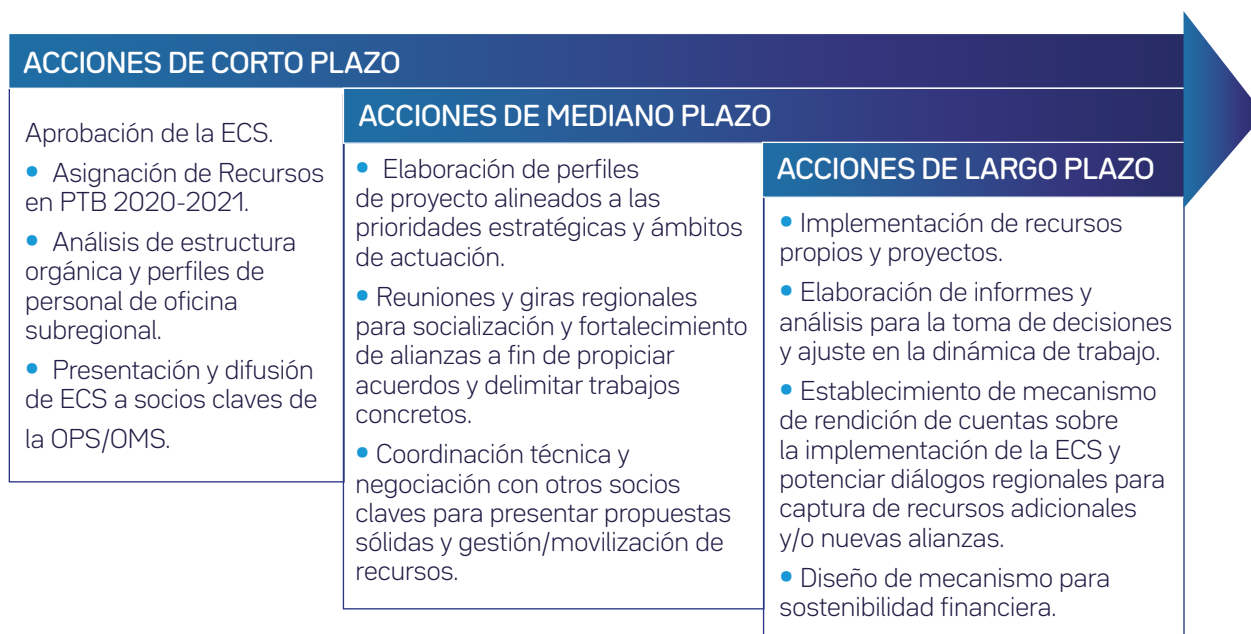 ACCIONES DE CORTO PLAZO
Aprobación de la ECS.
• Asignación de Recursos
en PTB 2020-2021.
• Análisis de estructura
orgánica y perfiles de
personal de oficina
subregional.
• Presentación y difusión
de ECS a socios claves de
la OPS/OMS.
ACCIONES DE MEDIANO PLAZO
• Elaboración de perfiles
de proyecto alineados a las
prioridades estratégicas y ámbitos
de actuación.
• Reuniones y giras regionales
para socialización y fortalecimiento
de alianzas a fin de propiciar
acuerdos y delimitar trabajos
concretos.
• Coordinación técnica y
negociación con otros socios
claves para presentar propuestas
sólidas y gestión/movilización de
recursos.
ACCIONES DE LARGO PLAZO
• Implementación de recursos
propios y proyectos.
• Elaboración de informes y
análisis para la toma de decisiones
y ajuste en la dinámica de trabajo.
• Establecimiento de mecanismo
de rendición de cuentas sobre
la implementación de la ECS y
potenciar diálogos regionales para
captura de recursos adicionales
y/o nuevas alianzas.
• Diseño de mecanismo para
sostenibilidad financiera.